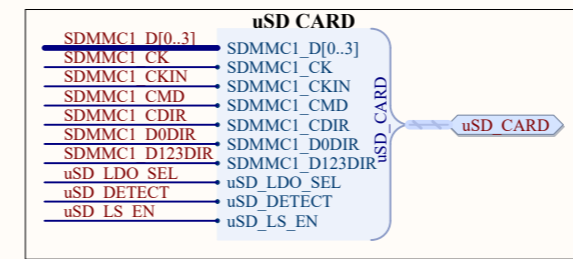 uSD CARD
SDMMC1_D[0..3] SDMMC1_D[0..3]
SDMMC1_CK SDMMC1_CK
SDMMC1_CKIN SDMMC1_CKIN
SDMMC1_CMD SDMMC1_CMD
SDMMC1_CDIR SDMMC1_CDIR
SDMMC1_D0DIR SDMMC1_D0DIR
SDMMC1_D123DIR SDMMC1_D123DIR
uSD_LDO_SEL uSD_LDO_SEL
uSD_DETECT uSD_DETECT
uSD_LS_EN uSD_LS_EN
uSD_CARD
uSD_CARD